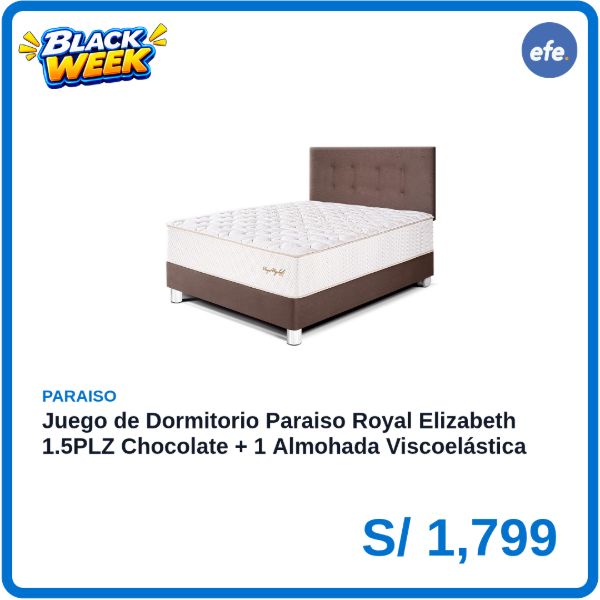 BLACK
WEEK
efe.
PARAISO
Juego de Dormitorio Paraiso Royal Elizabeth
1.5PLZ Chocolate + 1 Almohada Viscoelástica
S/ 1,799